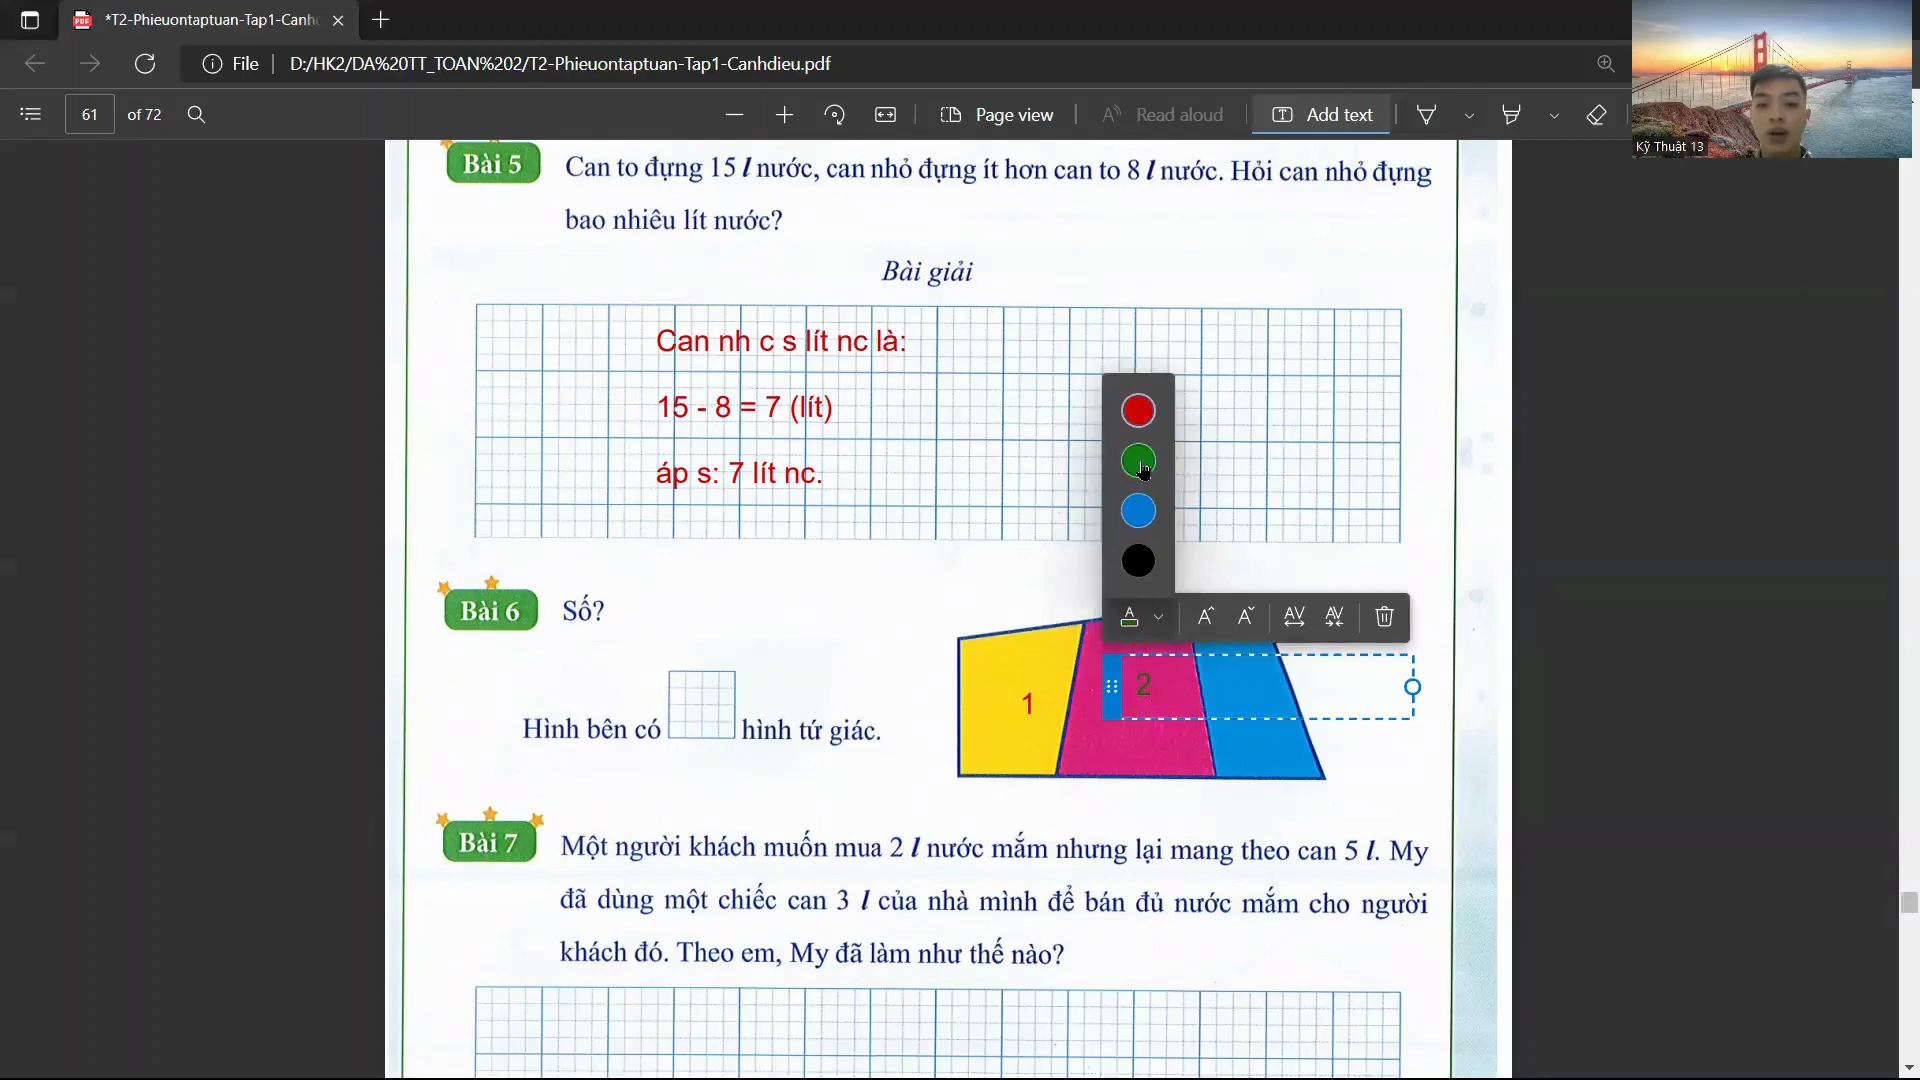 *T2-Phieuontaptuan-Tap1-Canh
File
D:/HK2/DA%20TT_TOAN%202/T2-Phieuontaptuan-Tap1-Canhdieu.pdf
61 of 72
Page view
Read aloud
Add text
Kỹ Thuật 13
Bài 5 Can to đựng 15 l nước, can nhỏ đựng ít hơn can to 8 l nước. Hỏi can nhỏ đựng
bao nhiêu lít nước?
Bài giải
Can nh c s lít nc là:
15 - 8 = 7 (lít)
áp s: 7 lít nc.
Bài 6 Số?
1
2
Hình bên có hình tứ giác.
Bài 7 Một người khách muốn mua 2 l nước mắm nhưng lại mang theo can 5 l. My
đã dùng một chiếc can 3 l của nhà mình để bán đủ nước mắm cho người
khách đó. Theo em, My đã làm như thế nào?